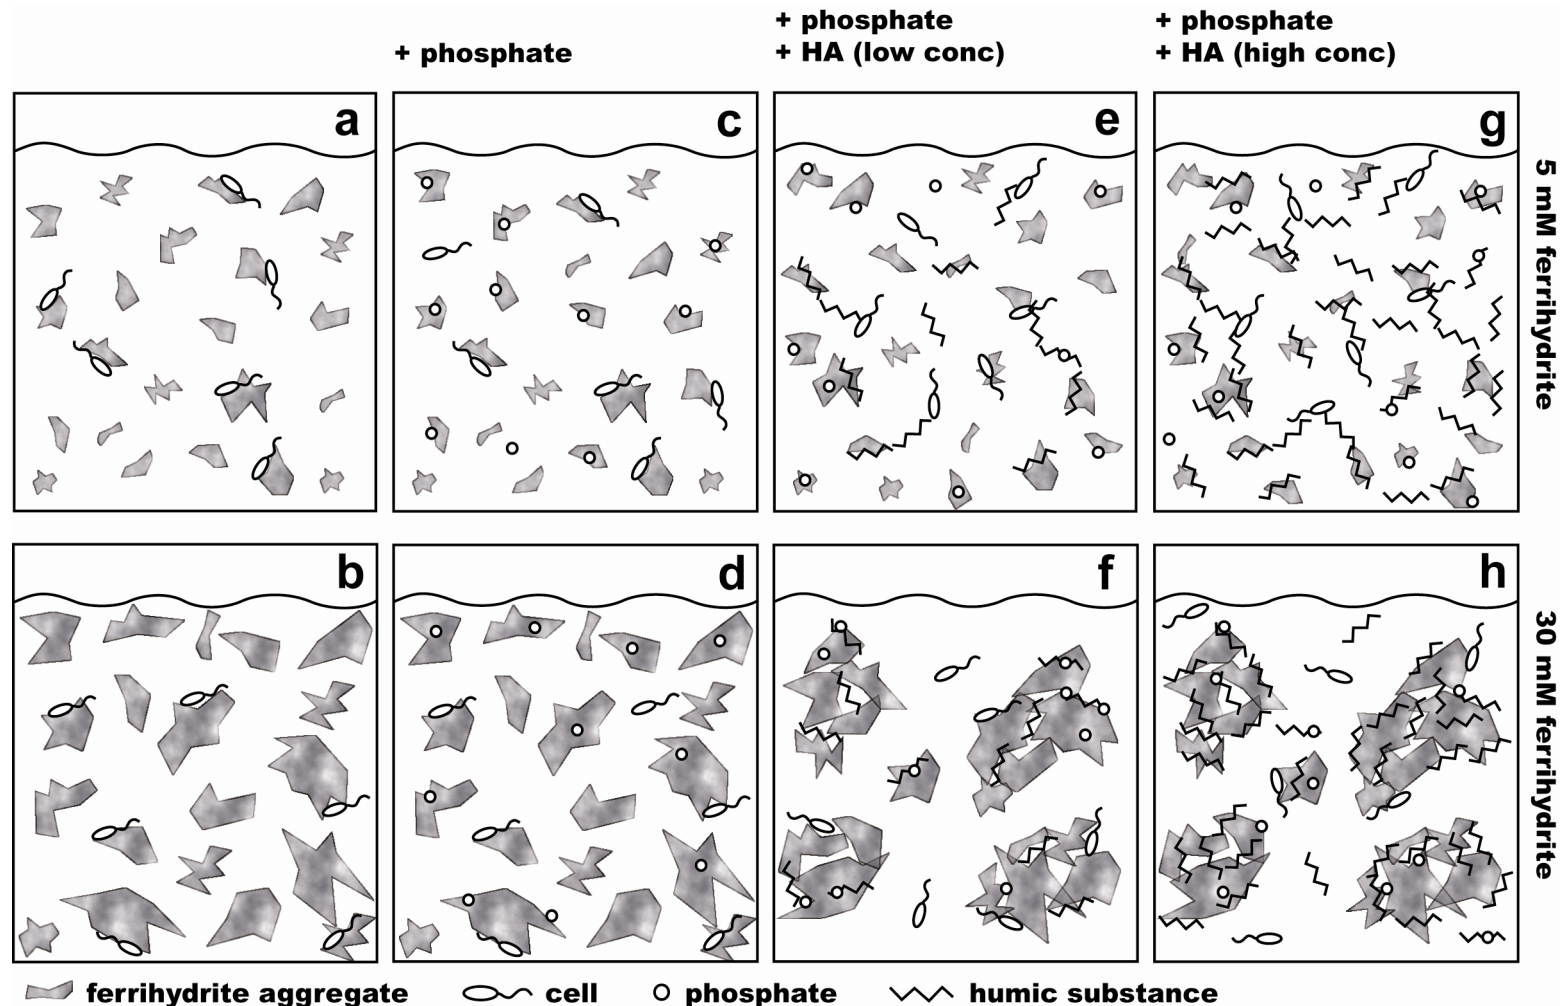 + phosphate
+ phosphate
+ HA (low conc)
+ phosphate
+ HA (high conc)
a
c
e
g
5 mM ferrihydrite
b
d
f
h
30 mM ferrihydrite
ferrihydrite aggregate
cell
phosphate
humic substance